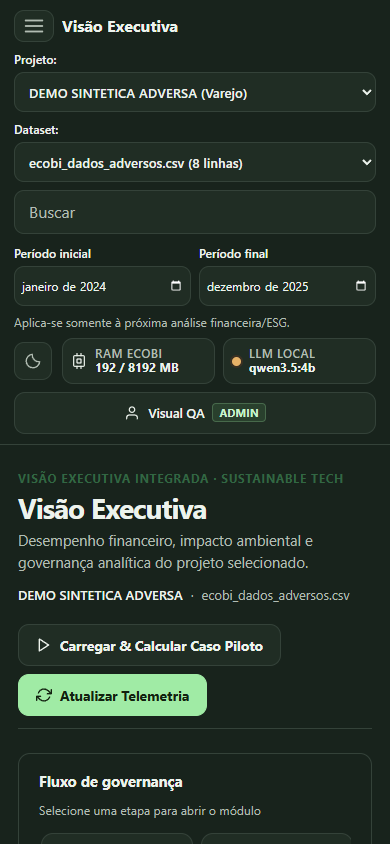 Visão Executiva
Projeto:
DEMO SINTETICA ADVERSA (Varejo)
Dataset:
ecobi_dados_adversos.csv (8 linhas)
Buscar
Período inicial
Período final
janeiro de 2024
dezembro de 2025
Aplica-se somente à próxima análise financeira/ESG.
RAM ECOBI
192 / 8192 MB
LLM LOCAL
qwen3.5:4b
Visual QA ADMIN
VISÃO EXECUTIVA INTEGRADA · SUSTAINABLE TECH
Visão Executiva
Desempenho financeiro, impacto ambiental e
governança analítica do projeto selecionado.
DEMO SINTETICA ADVERSA · ecobi_dados_adversos.csv
Carregar & Calcular Caso Piloto
Atualizar Telemetria
Fluxo de governança
Selecione uma etapa para abrir o módulo